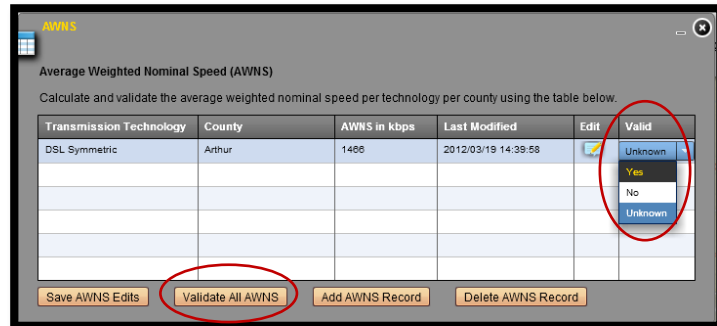 AWNS
Average Weighted Nominal Speed (AWNS)
Calculate and validate the average weighted nominal speed per technology per county using the table below.
Transmission Technology County AWNS in kbps Last Modified Edit Valid
DSL Symmetric Arthur 1466 2012/03/19 14:39:58 Unknown
Yes
No
Unknown
Save AWNS Edits Validate All AWNS Add AWNS Record Delete AWNS Record